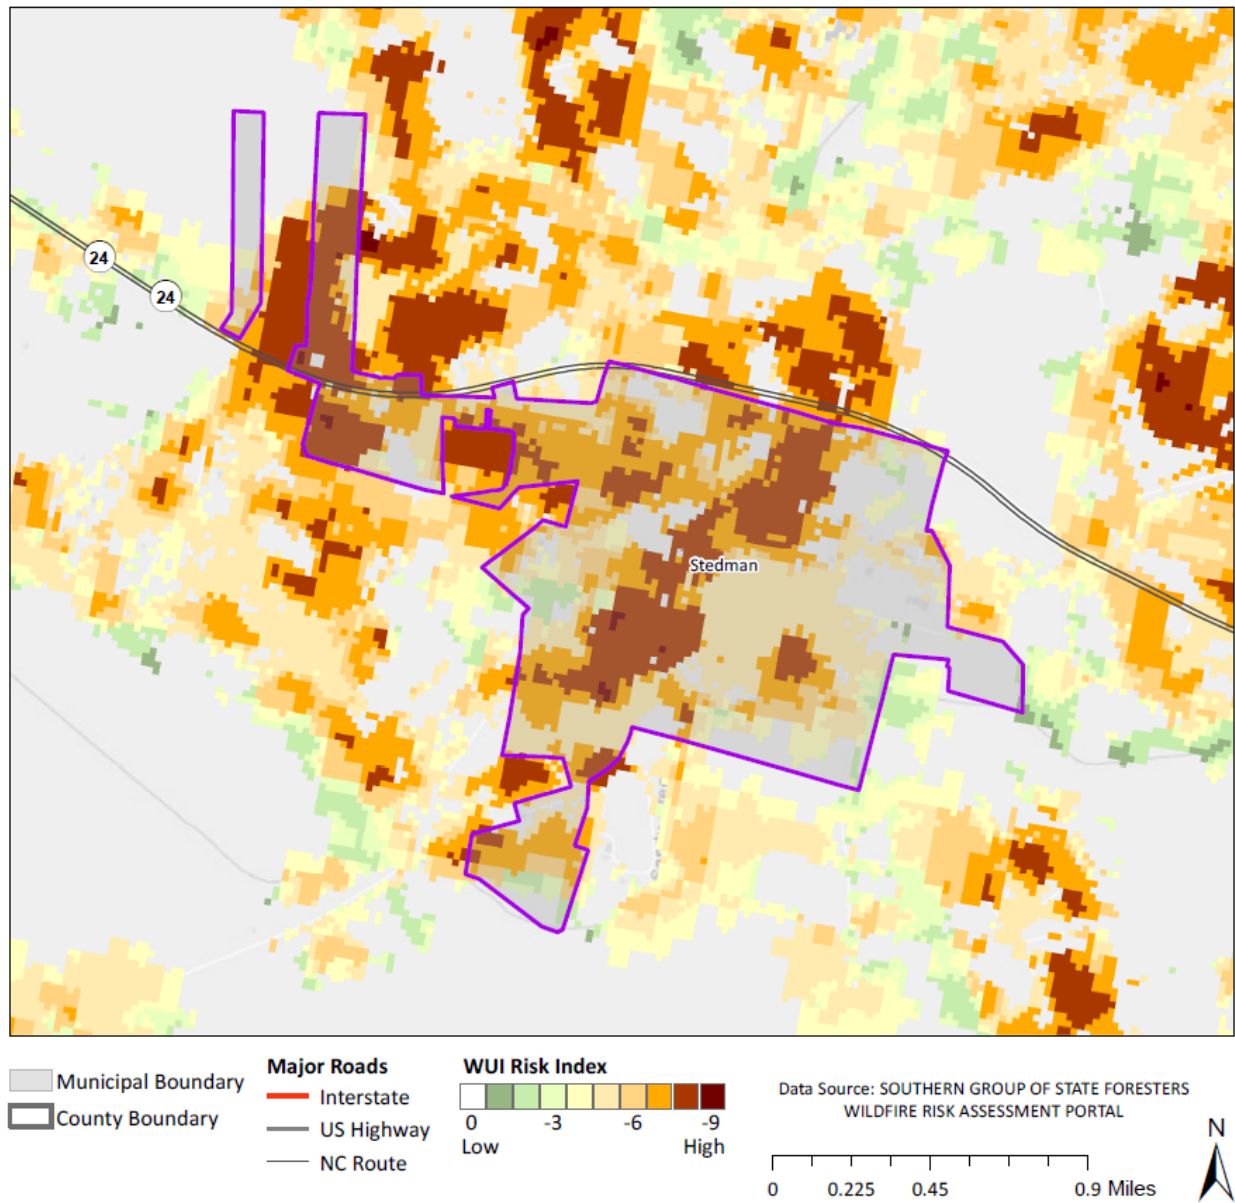 24
24
Stedman
Municipal Boundary
County Boundary
Major Roads
Interstate
US Highway
NC Route
WUI Risk Index
0 -3 -6 -9
Low High
Data Source: SOUTHERN GROUP OF STATE FORESTERS
WILDFIRE RISK ASSESSMENT PORTAL
N
0 0.225 0.45 0.9 Miles